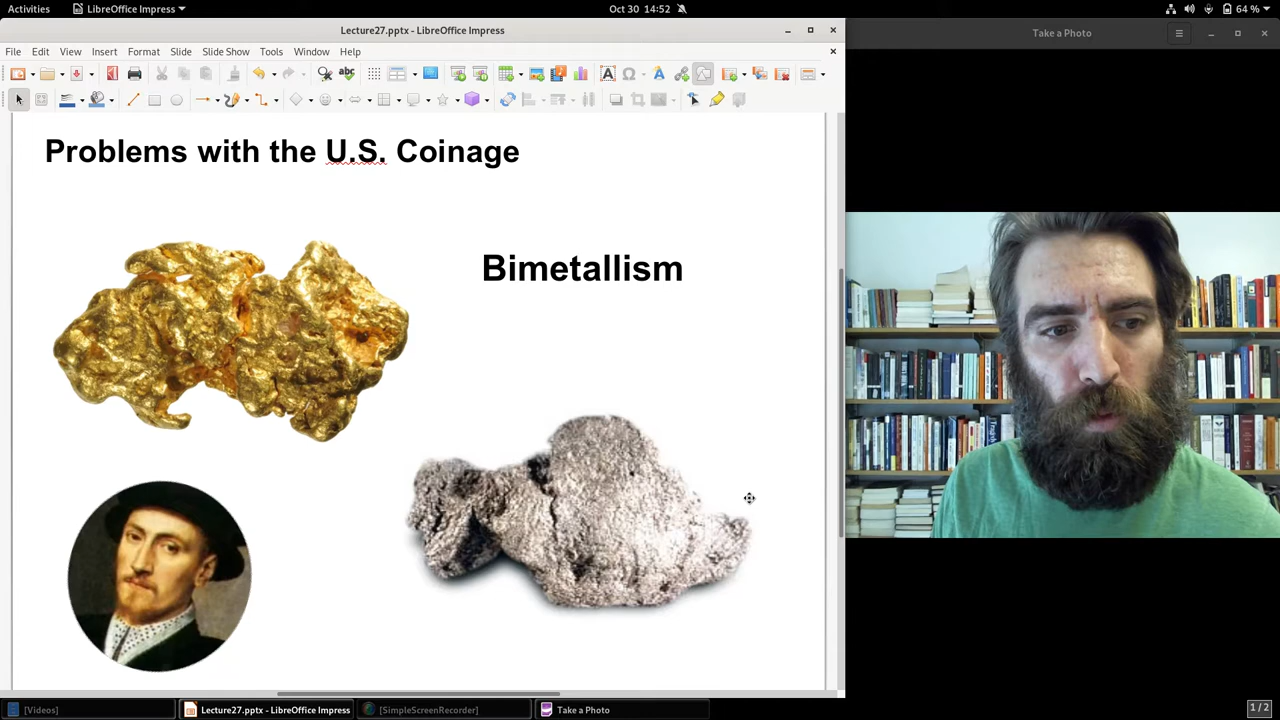 Activities
LibreOffice Impress
Oct 30 14:52
64 %
Lecture27.pptx - LibreOffice Impress
Take a Photo
File Edit View Insert Format Slide Slide Show Tools Window Help
abc
Problems with the U.S. Coinage
Bimetallism
[Videos]
Lecture27.pptx - LibreOffice Impress
[SimpleScreenRecorder]
Take a Photo
1/2